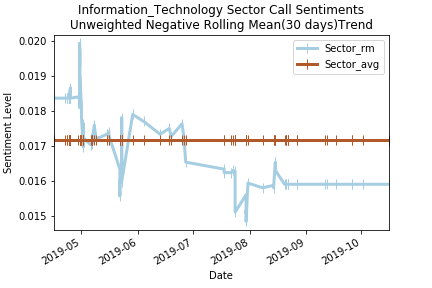 Information_Technology Sector Call Sentiments
Unweighted Negative Rolling Mean(30 days)Trend
Sector_rm
Sector_avg
Sentiment Level
0.020
0.019
0.018
0.017
0.016
0.015
2019-05
2019-06
2019-07
2019-08
2019-09
2019-10
Date